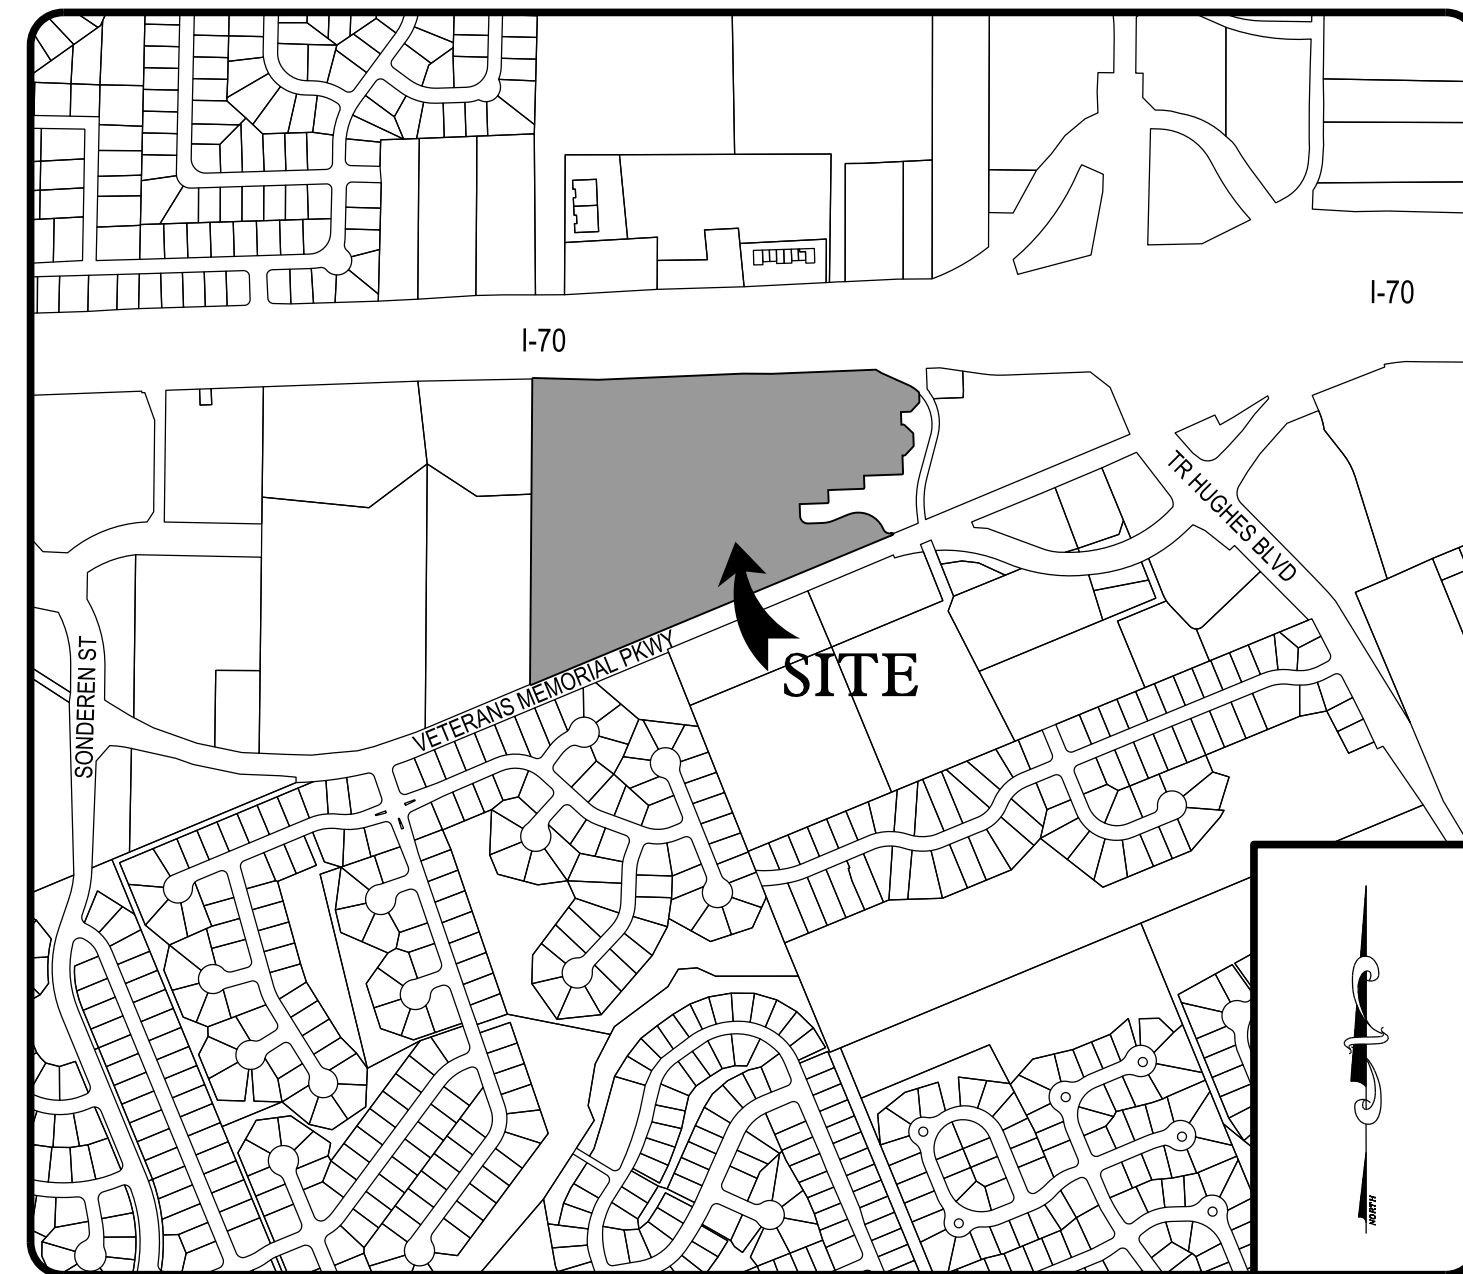 I-70
I-70
TR HUGHES BLVD
SONDEREN ST
VETERANS MEMORIAL PKWY
SITE
NORTH